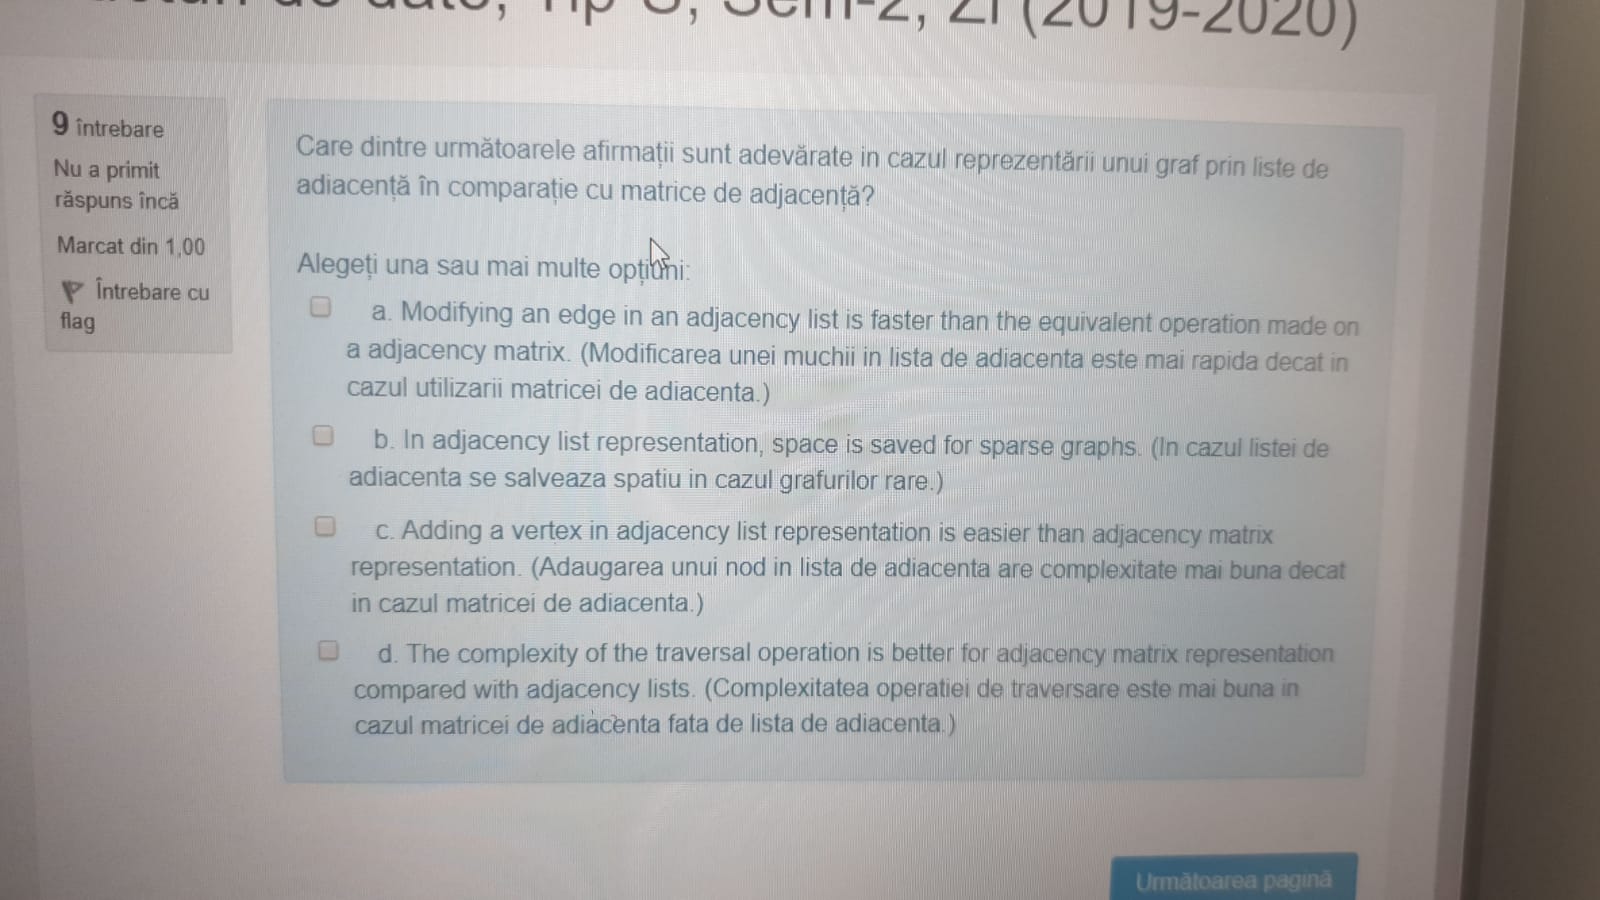 de date, Tip S, Sem-2, ZI (2019-2020)
9 întrebare
Nu a primit
răspuns încă
Marcat din 1,00
Întrebare cu
flag
Care dintre următoarele afirmații sunt adevărate in cazul reprezentării unui graf prin liste de
adiacență în comparație cu matrice de adjacență?
Alegeți una sau mai multe opțiuni:
a. Modifying an edge in an adjacency list is faster than the equivalent operation made on
a adjacency matrix. (Modificarea unei muchii in lista de adiacenta este mai rapida decat in
cazul utilizarii matricei de adiacenta.)
b. In adjacency list representation, space is saved for sparse graphs. (In cazul listei de
adiacenta se salveaza spatiu in cazul grafurilor rare.)
c. Adding a vertex in adjacency list representation is easier than adjacency matrix
representation. (Adaugarea unui nod in lista de adiacenta are complexitate mai buna decat
in cazul matricei de adiacenta.)
d. The complexity of the traversal operation is better for adjacency matrix representation
compared with adjacency lists. (Complexitatea operatiei de traversare este mai buna in
cazul matricei de adiacenta fata de lista de adiacenta.)
Următoarea pagină